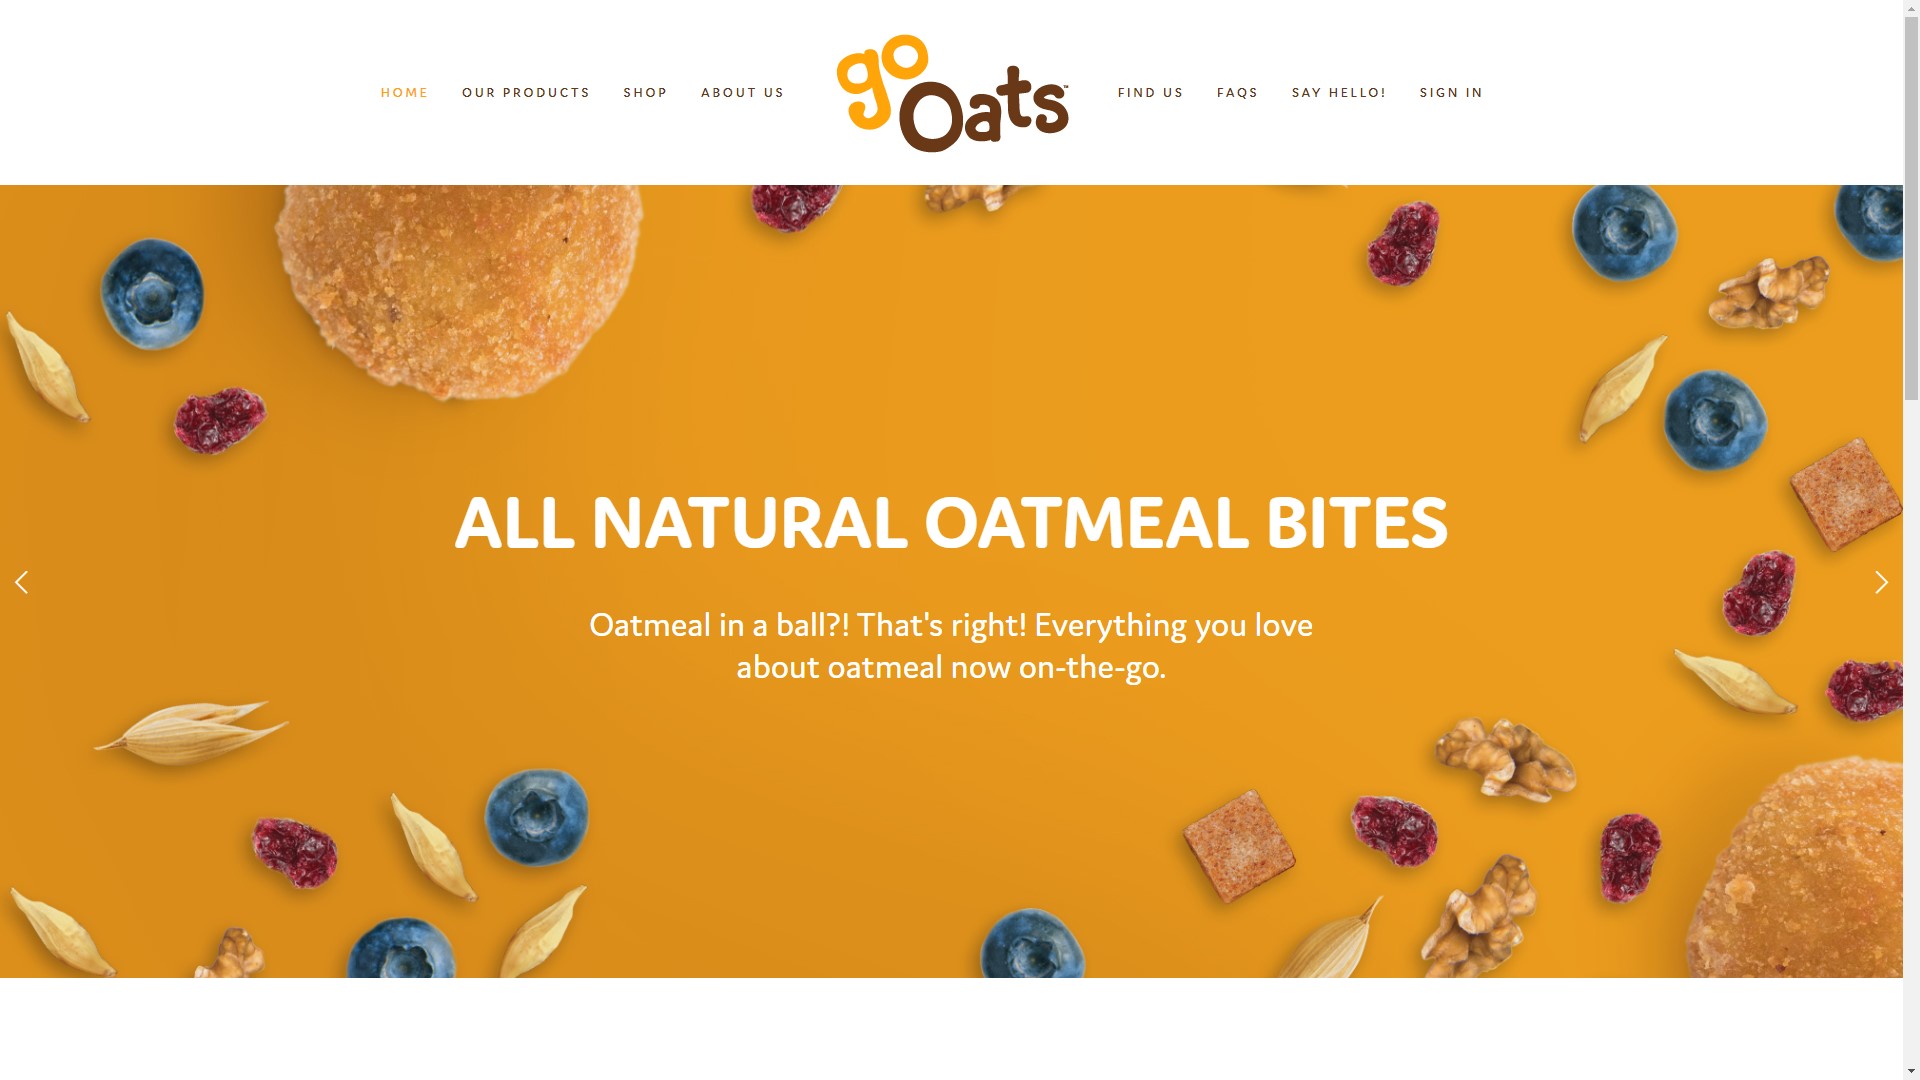 HOME
OUR PRODUCTS
SHOP
ABOUT US
go
Oats™
FIND US
FAQS
SAY HELLO!
SIGN IN
ALL NATURAL OATMEAL BITES
Oatmeal in a ball?! That's right! Everything you love
about oatmeal now on-the-go.